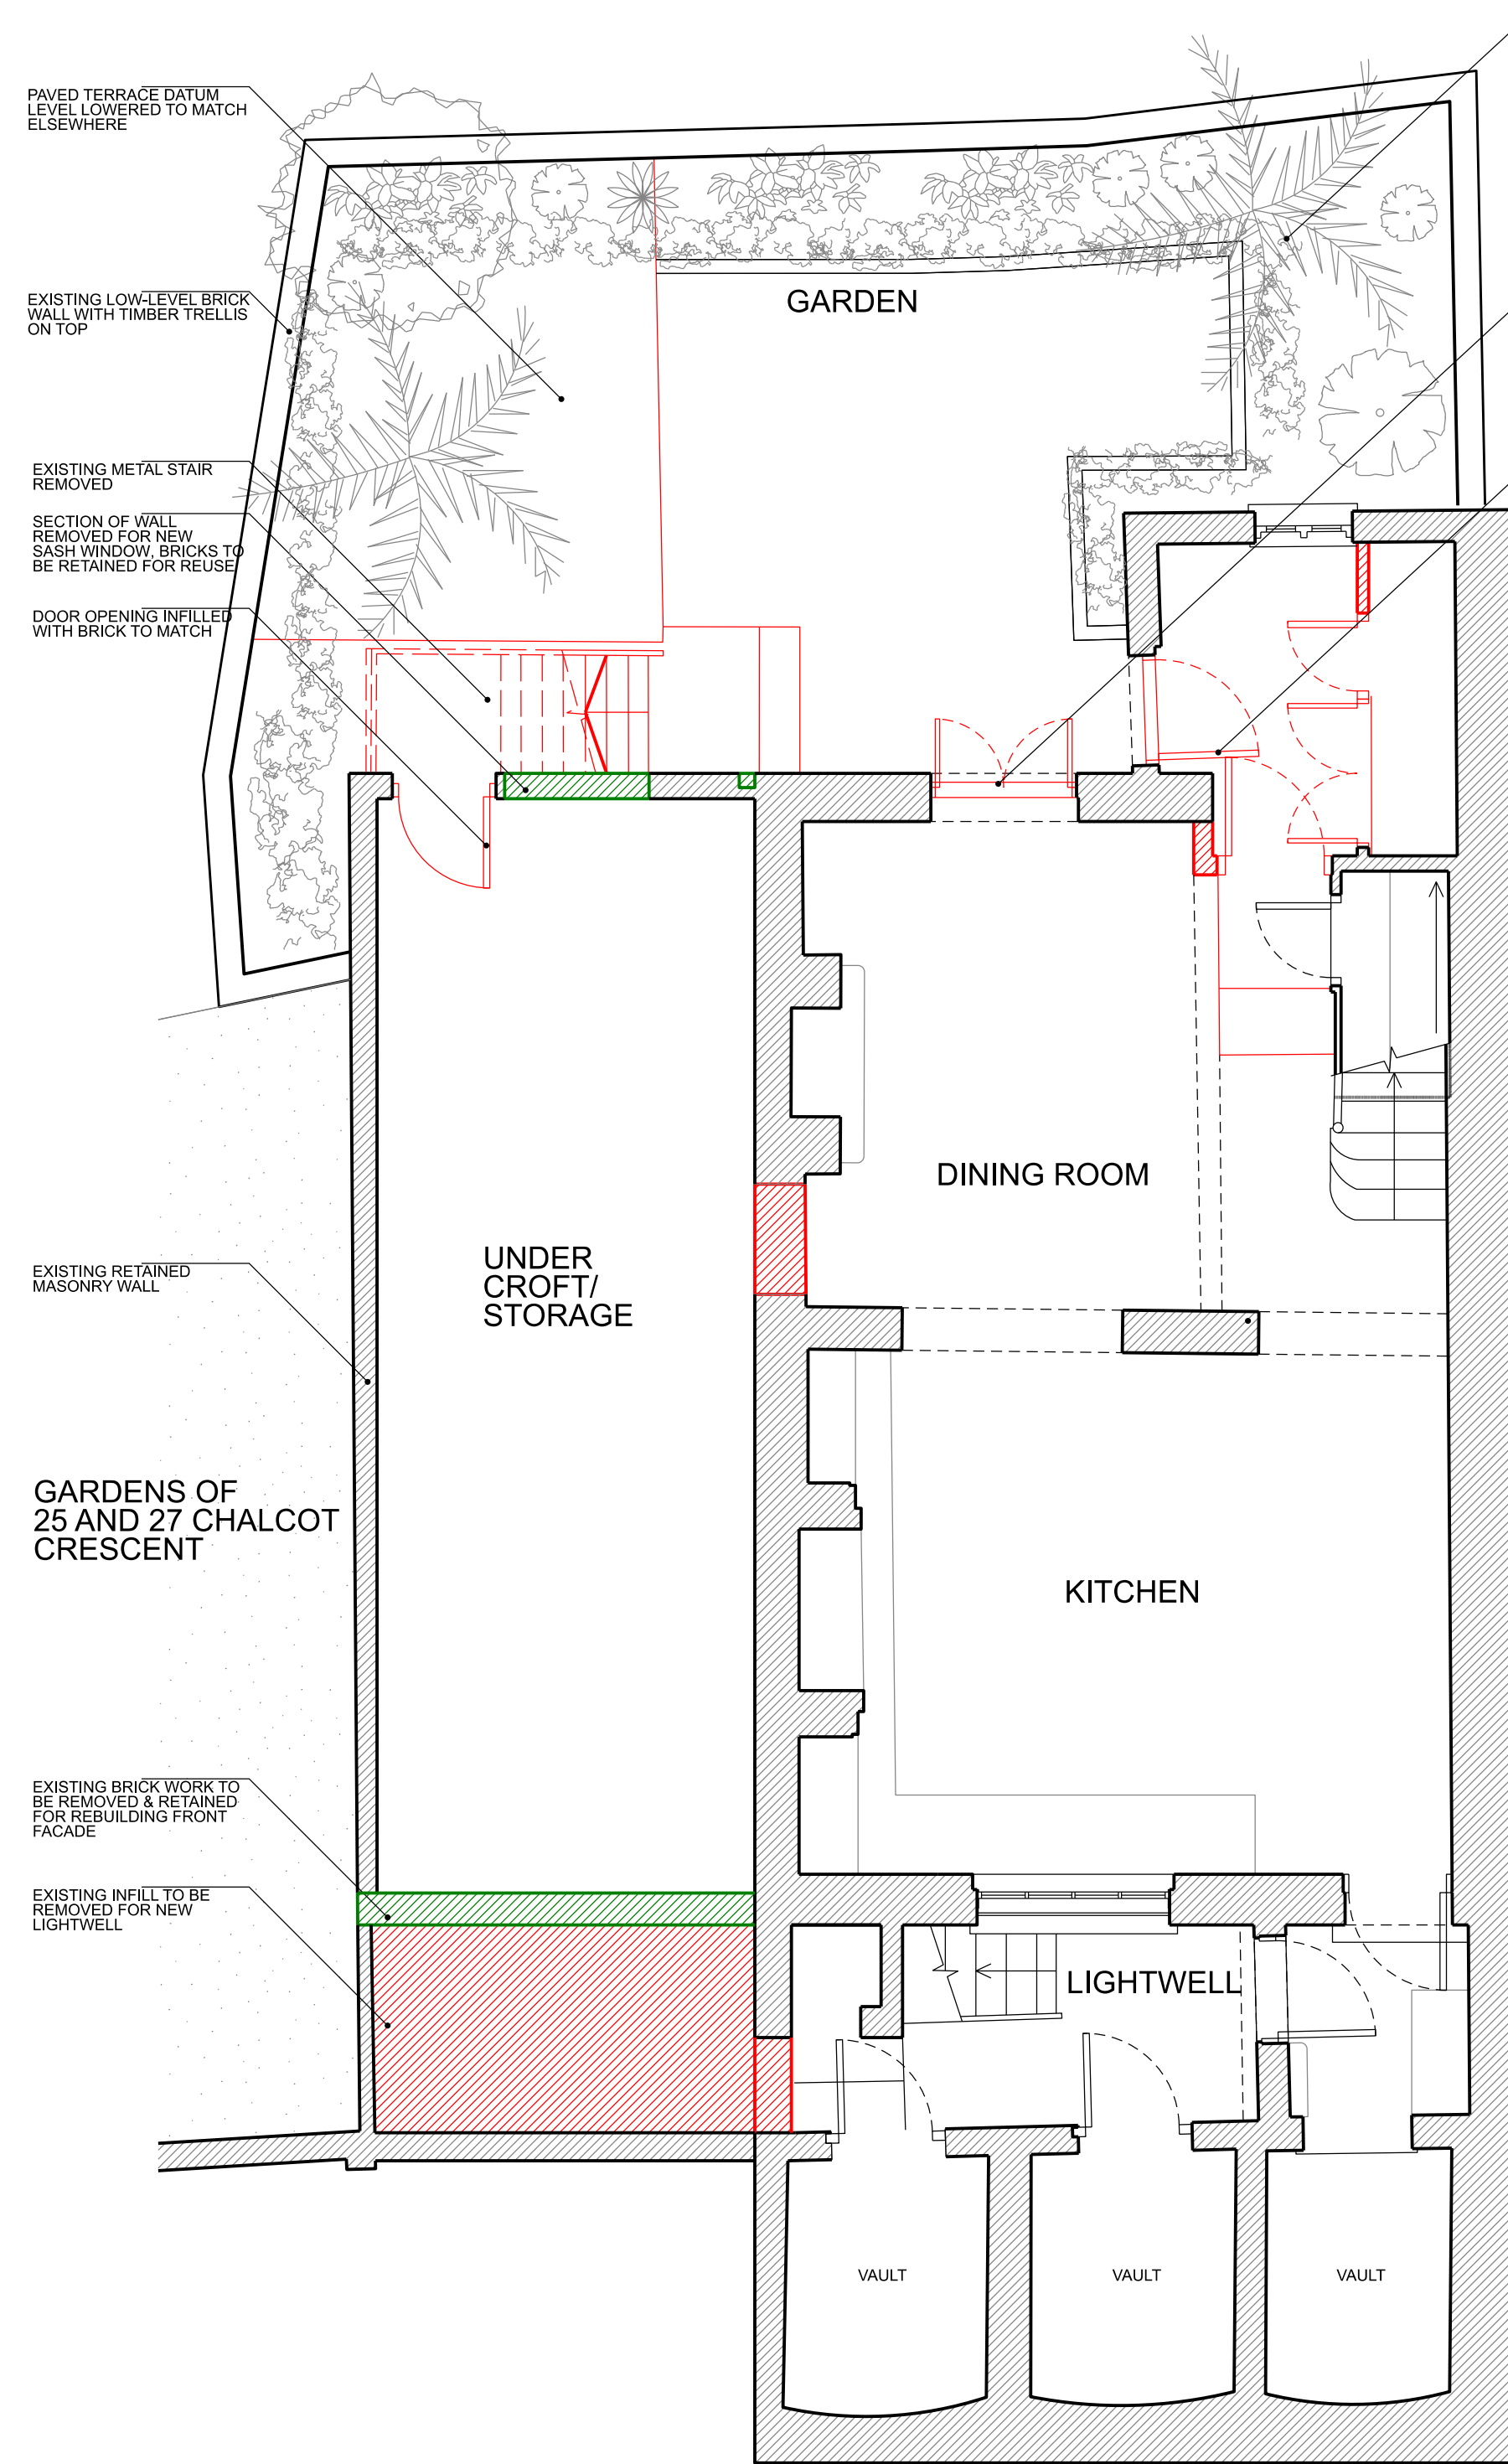 PAVED TERRACE DATUM
LEVEL LOWERED TO MATCH
ELSEWHERE
EXISTING LOW-LEVEL BRICK
WALL WITH TIMBER TRELLIS
ON TOP
GARDEN
EXISTING METAL STAIR
REMOVED
SECTION OF WALL
REMOVED FOR NEW
SASH WINDOW, BRICKS TO
BE RETAINED FOR REUSE
DOOR OPENING INFILLED
WITH BRICK TO MATCH
DINING ROOM
UNDER
CROFT/
STORAGE
EXISTING RETAINED
MASONRY WALL
GARDENS OF
25 AND 27 CHALCOT
CRESCENT
KITCHEN
EXISTING BRICK WORK TO
BE REMOVED & RETAINED
FOR REBUILDING FRONT
FACADE
EXISTING INFILL TO BE
REMOVED FOR NEW
LIGHTWELL
LIGHTWELL
VAULT
VAULT
VAULT